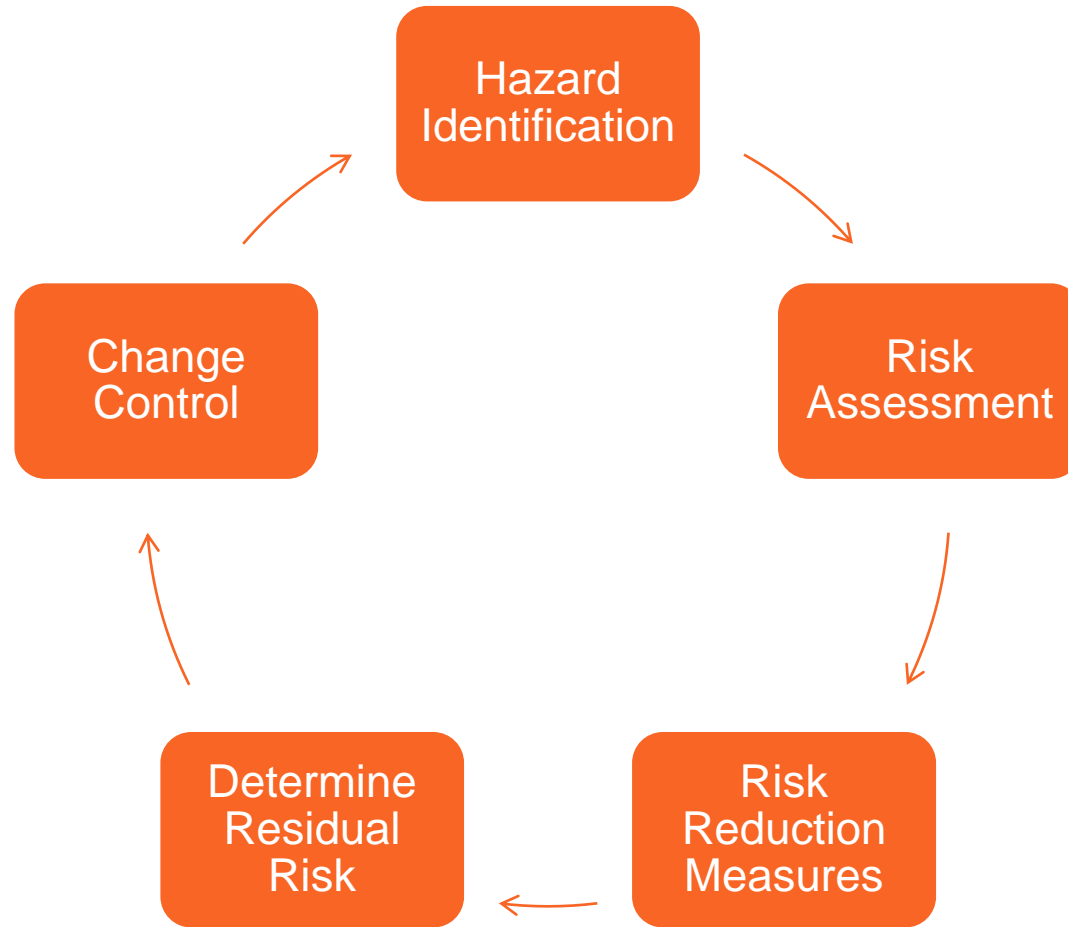 Hazard
Identification
Risk
Assessment
Risk
Reduction
Measures
Determine
Residual
Risk
Change
Control